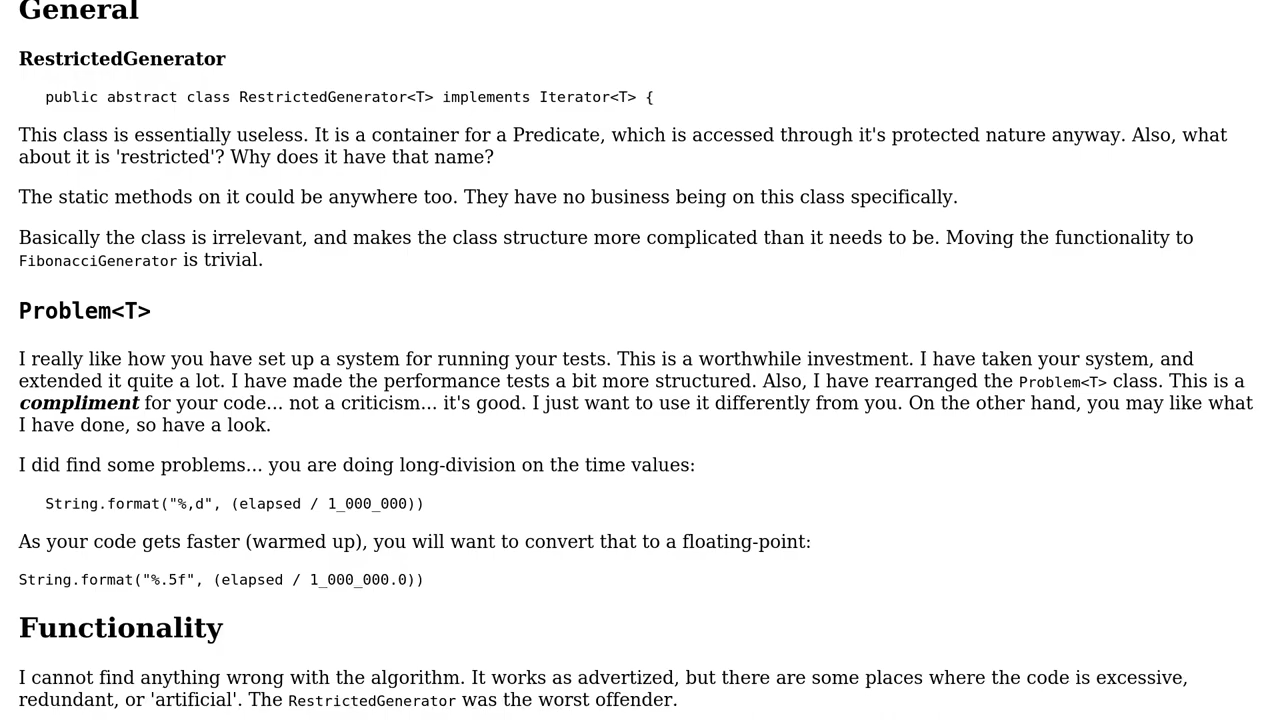 General
RestrictedGenerator
public abstract class RestrictedGenerator<T> implements Iterator<T> {
This class is essentially useless. It is a container for a Predicate, which is accessed through it's protected nature anyway. Also, what
about it is 'restricted'? Why does it have that name?
The static methods on it could be anywhere too. They have no business being on this class specifically.
Basically the class is irrelevant, and makes the class structure more complicated than it needs to be. Moving the functionality to
FibonacciGenerator is trivial.
Problem<T>
I really like how you have set up a system for running your tests. This is a worthwhile investment. I have taken your system, and
extended it quite a lot. I have made the performance tests a bit more structured. Also, I have rearranged the Problem<T> class. This is a
compliment for your code... not a criticism... it's good. I just want to use it differently from you. On the other hand, you may like what
I have done, so have a look.
I did find some problems... you are doing long-division on the time values:
String.format("%,d", (elapsed / 1_000_000))
As your code gets faster (warmed up), you will want to convert that to a floating-point:
String.format("%.5f", (elapsed / 1_000_000.0))
Functionality
I cannot find anything wrong with the algorithm. It works as advertized, but there are some places where the code is excessive,
redundant, or 'artificial'. The RestrictedGenerator was the worst offender.